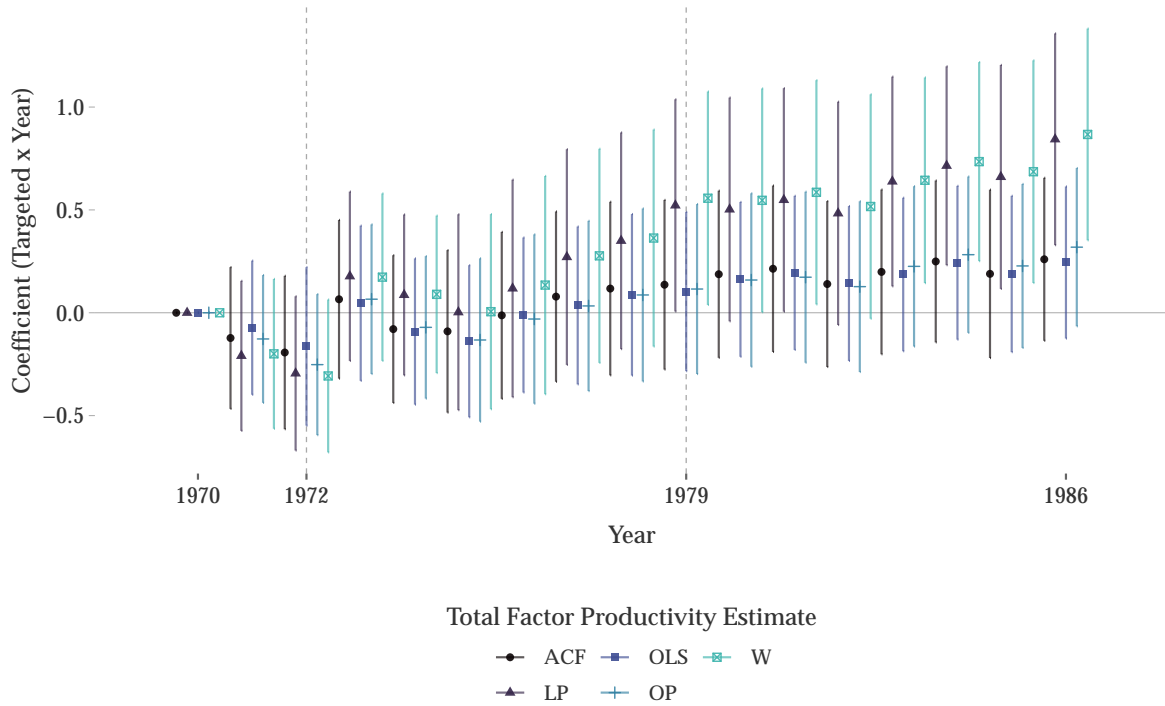 Coefficient (Targeted x Year)
1.0
0.5
0.0
−0.5
1970 1972 1979 1986
Year
Total Factor Productivity Estimate
ACF OLS W
LP OP